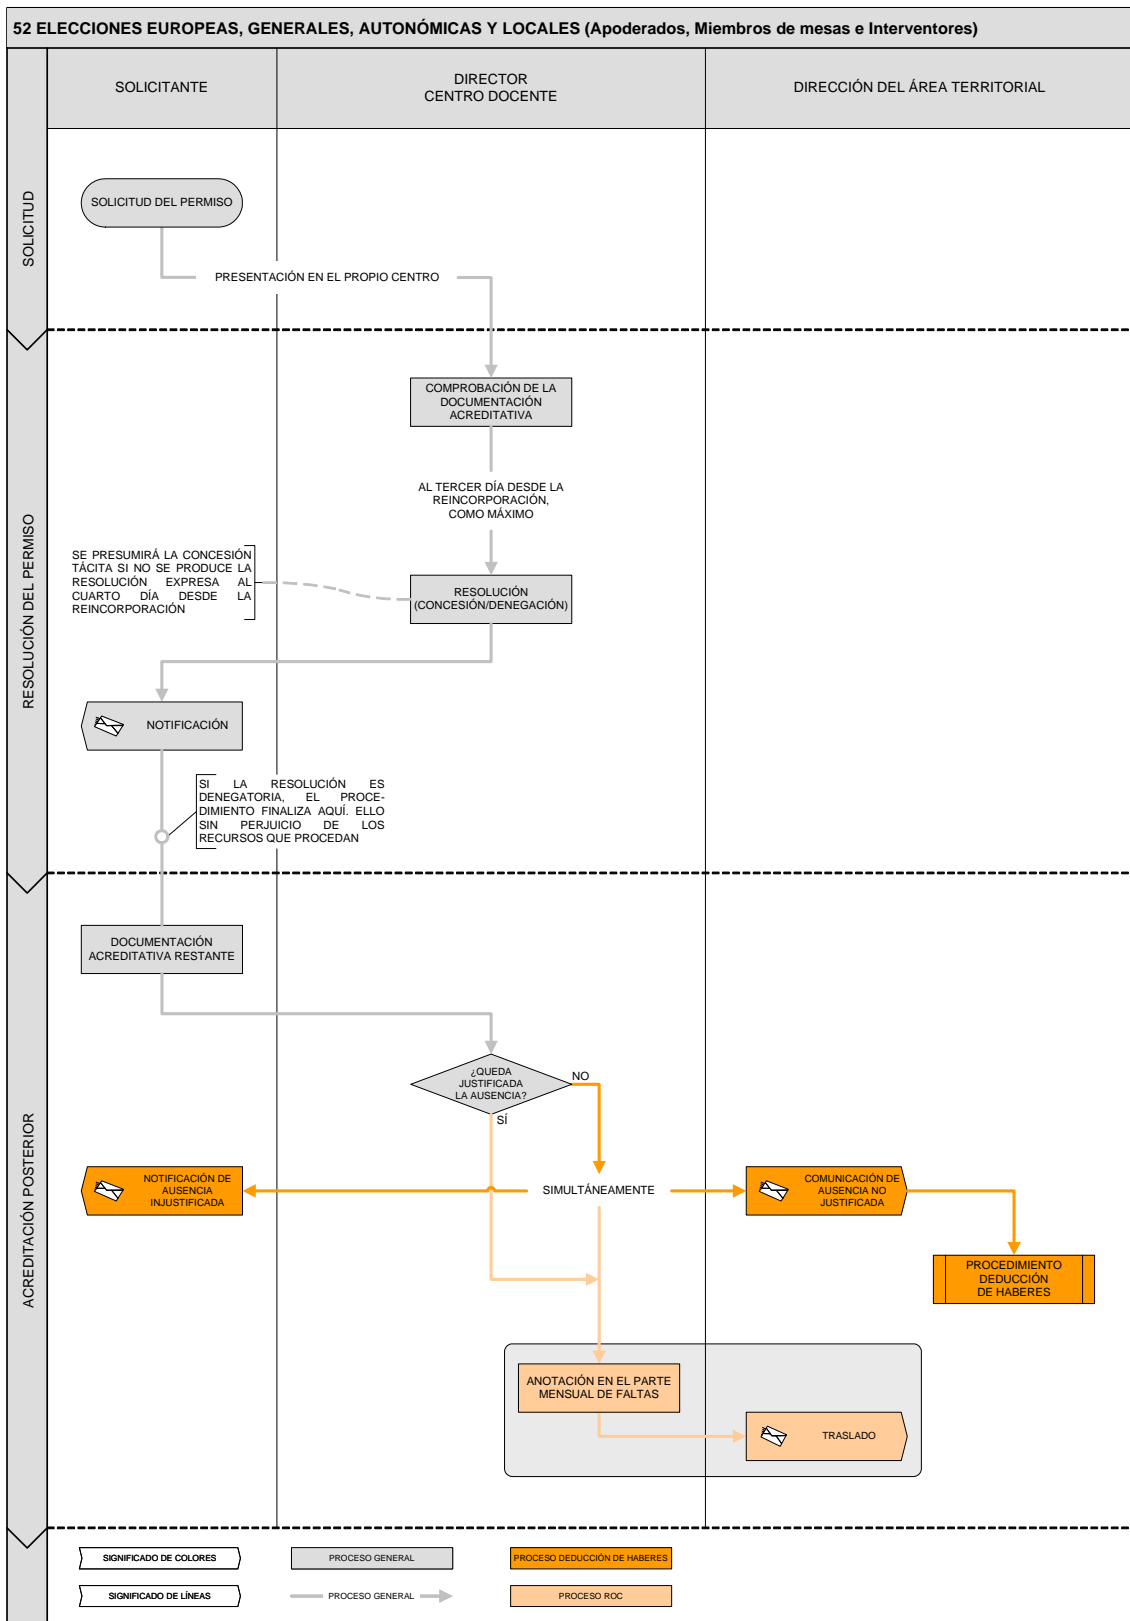 52 ELECCIONES EUROPEAS, GENERALES, AUTONÓMICAS Y LOCALES (Apoderados, Miembros de mesas e Interventores)
SOLICITANTE
DIRECTOR
CENTRO DOCENTE
DIRECCIÓN DEL ÁREA TERRITORIAL
SOLICITUD
SOLICITUD DEL PERMISO
PRESENTACIÓN EN EL PROPIO CENTRO
RESOLUCIÓN DEL PERMISO
COMPROBACIÓN DE LA
DOCUMENTACIÓN
ACREDITATIVA
AL TERCER DÍA DESDE LA
REINCORPORACIÓN,
COMO MÁXIMO
SE PRESUMIRÁ LA CONCESIÓN
TÁCITA SI NO SE PRODUCE LA
RESOLUCIÓN EXPRESA AL
CUARTO DÍA DESDE LA
REINCORPORACIÓN
RESOLUCIÓN
(CONCESIÓN/DENEGACIÓN)
NOTIFICACIÓN
SI LA RESOLUCIÓN ES
DENEGATORIA, EL PROCE-
DIMIENTO FINALIZA AQUÍ. ELLO
SIN PERJUICIO DE LOS
RECURSOS QUE PROCEDAN
ACREDITACIÓN POSTERIOR
DOCUMENTACIÓN
ACREDITATIVA RESTANTE
¿QUEDA
JUSTIFICADA
LA AUSENCIA?
NO
SÍ
NOTIFICACIÓN DE
AUSENCIA
INJUSTIFICADA
SIMULTÁNEAMENTE
COMUNICACIÓN DE
AUSENCIA NO
JUSTIFICADA
PROCEDIMIENTO
DEDUCCIÓN
DE HABERES
ANOTACIÓN EN EL PARTE
MENSUAL DE FALTAS
TRASLADO
SIGNIFICADO DE COLORES
PROCESO GENERAL
PROCESO DEDUCCIÓN DE HABERES
SIGNIFICADO DE LÍNEAS
PROCESO GENERAL
PROCESO ROC